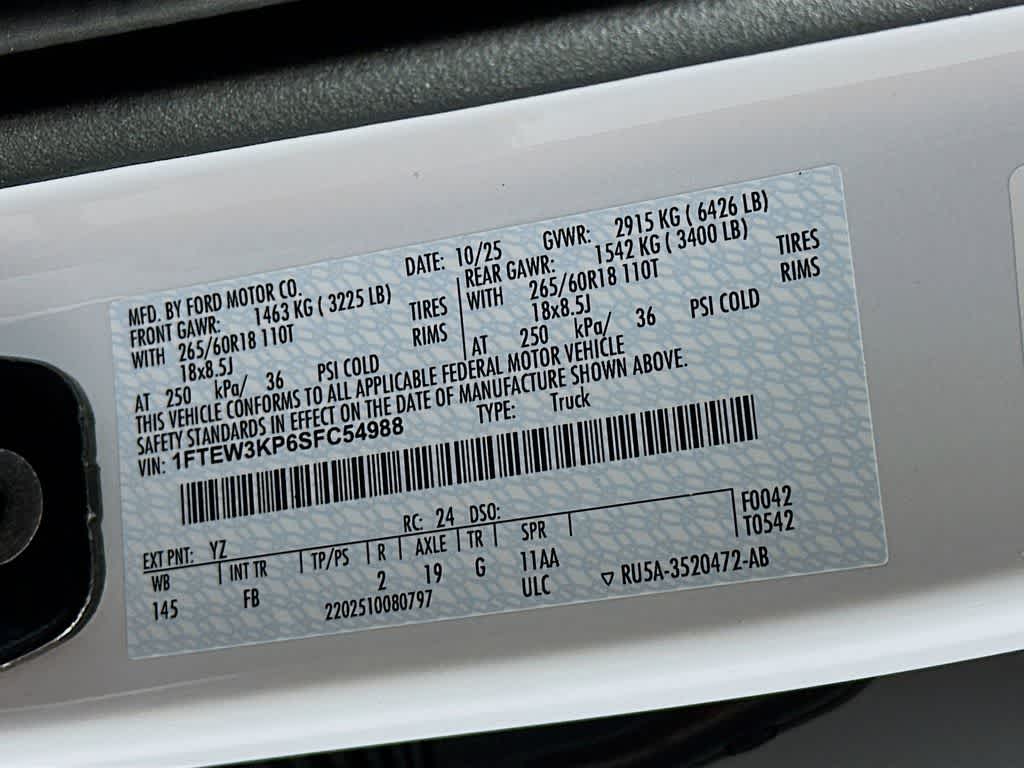 MFD. BY FORD MOTOR CO.
DATE: 10/25 GVWR: 2915 KG ( 6426 LB)
FRONT GAWR: 1463 KG ( 3225 LB)
REAR GAWR: 1542 KG ( 3400 LB)
WITH 265/60R18 110T TIRES
WITH 265/60R18 110T TIRES
18x8.5J RIMS
18x8.5J RIMS
AT 250 kPa/ 36 PSI COLD
AT 250 kPa/ 36 PSI COLD
THIS VEHICLE CONFORMS TO ALL APPLICABLE FEDERAL MOTOR VEHICLE
SAFETY STANDARDS IN EFFECT ON THE DATE OF MANUFACTURE SHOWN ABOVE.
VIN: 1FTEW3KP6SFC54988 TYPE: Truck
EXT PNT: YZ RC: 24 DSO: F0042
WB INT TR TP/PS R AXLE TR SPR T0542
145 FB 2 19 G 11AA
2202510080797 ULC RU5A-3520472-AB